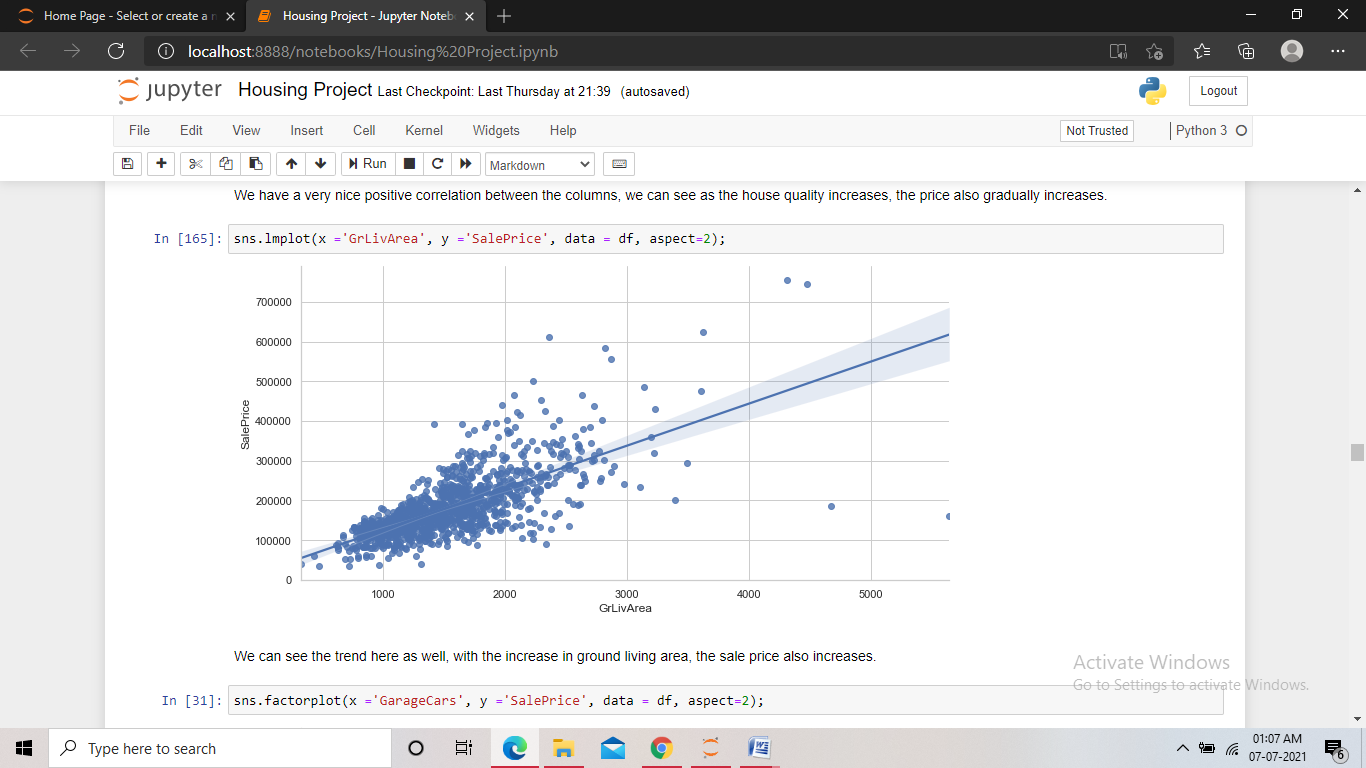 Home Page - Select or create a n
Housing Project - Jupyter Noteb
localhost:8888/notebooks/Housing%20Project.ipynb
jupyter Housing Project Last Checkpoint: Last Thursday at 21:39 (autosaved)
Logout
File Edit View Insert Cell Kernel Widgets Help
Not Trusted Python 3
Run Markdown
We have a very nice positive correlation between the columns, we can see as the house quality increases, the price also gradually increases.
In [165]: sns.lmplot(x ='GrLivArea', y ='SalePrice', data = df, aspect=2);
700000
600000
500000
400000
300000
200000
100000
0
SalePrice
1000 2000 3000 4000 5000
GrLivArea
We can see the trend here as well, with the increase in ground living area, the sale price also increases.
Activate Windows
Go to Settings to activate Windows.
In [31]: sns.factorplot(x ='GarageCars', y ='SalePrice', data = df, aspect=2);
Type here to search
01:07 AM
07-07-2021
6